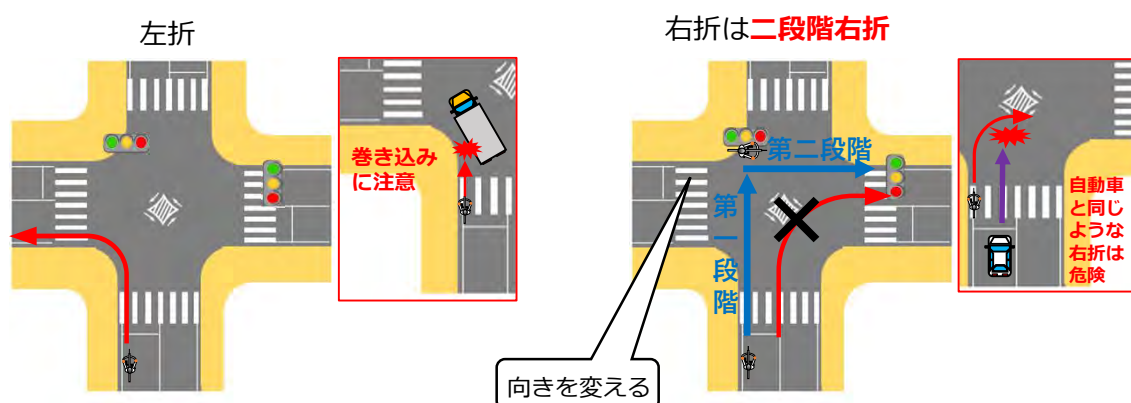 左折
巻き込み
に注意
右折は二段階右折
第二段階
第一段階
向きを変える
自動車
と同じ
ような
右折は
危険